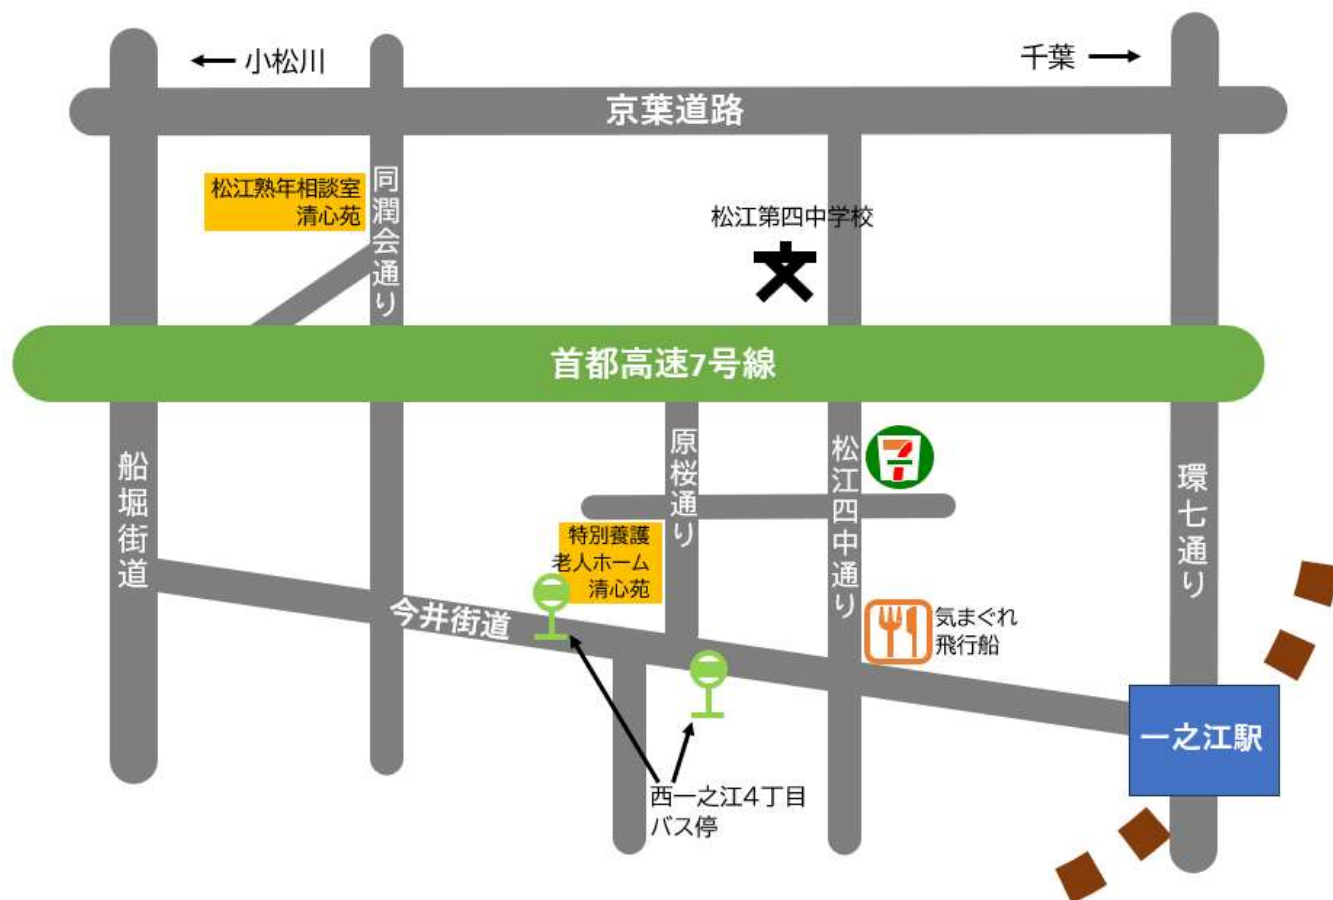 小松川
千葉
京葉道路
松江熟年相談室
清心苑
同潤会通り
松江第四中学校
首都高速7号線
船堀街道
原桜通り
松江四中通り
7
環七通り
特別養護
老人ホーム
清心苑
今井街道
気まぐれ
飛行船
一之江駅
西一之江4丁目
バス停